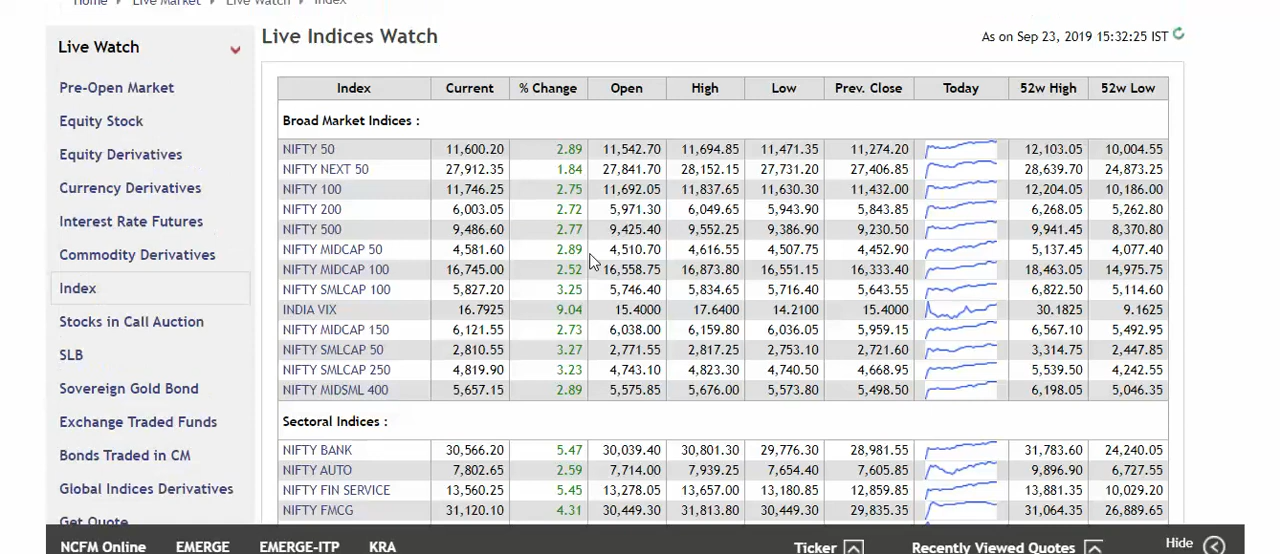 Home Live Market Live Watch Index
Live Watch
Live Indices Watch
As on Sep 23, 2019 15:32:25 IST
Pre-Open Market
Equity Stock
Equity Derivatives
Currency Derivatives
Interest Rate Futures
Commodity Derivatives
Index
Stocks in Call Auction
SLB
Sovereign Gold Bond
Exchange Traded Funds
Bonds Traded in CM
Global Indices Derivatives
Get Quote
Index Current % Change Open High Low Prev. Close Today 52w High 52w Low
Broad Market Indices :
NIFTY 50 11,600.20 2.89 11,542.70 11,694.85 11,471.35 11,274.20 12,103.05 10,004.55
NIFTY NEXT 50 27,912.35 1.84 27,841.70 28,152.15 27,731.20 27,406.85 28,639.70 24,873.25
NIFTY 100 11,746.25 2.75 11,692.05 11,837.65 11,630.30 11,432.00 12,204.05 10,186.00
NIFTY 200 6,003.05 2.72 5,971.30 6,049.65 5,943.90 5,843.85 6,268.05 5,262.80
NIFTY 500 9,486.60 2.77 9,425.40 9,552.25 9,386.90 9,230.50 9,941.45 8,370.80
NIFTY MIDCAP 50 4,581.60 2.89 4,510.70 4,616.55 4,507.75 4,452.90 5,137.45 4,077.40
NIFTY MIDCAP 100 16,745.00 2.52 16,558.75 16,873.80 16,551.15 16,333.40 18,463.05 14,975.75
NIFTY SMLCAP 100 5,827.20 3.25 5,746.40 5,834.65 5,716.40 5,643.55 6,822.50 5,114.60
INDIA VIX 16.7925 9.04 15.4000 17.6400 14.2100 15.4000 30.1825 9.1625
NIFTY MIDCAP 150 6,121.55 2.73 6,038.00 6,159.80 6,036.05 5,959.15 6,567.10 5,492.95
NIFTY SMLCAP 50 2,810.55 3.27 2,771.55 2,817.25 2,753.10 2,721.60 3,314.75 2,447.85
NIFTY SMLCAP 250 4,819.90 3.23 4,743.10 4,823.30 4,740.50 4,668.95 5,539.50 4,242.55
NIFTY MIDSML 400 5,657.15 2.89 5,575.85 5,676.00 5,573.80 5,498.50 6,198.05 5,046.35
Sectoral Indices :
NIFTY BANK 30,566.20 5.47 30,039.40 30,801.30 29,776.30 28,981.55 31,783.60 24,240.05
NIFTY AUTO 7,802.65 2.59 7,714.00 7,939.25 7,654.40 7,605.85 9,896.90 6,727.55
NIFTY FIN SERVICE 13,560.25 5.45 13,278.05 13,657.00 13,180.85 12,859.85 13,881.35 10,029.20
NIFTY FMCG 31,120.10 4.31 30,449.30 31,813.80 30,449.30 29,835.35 31,064.35 26,889.65
NCFM Online EMERGE EMERGE-ITP KRA Ticker Recently Viewed Quotes Hide